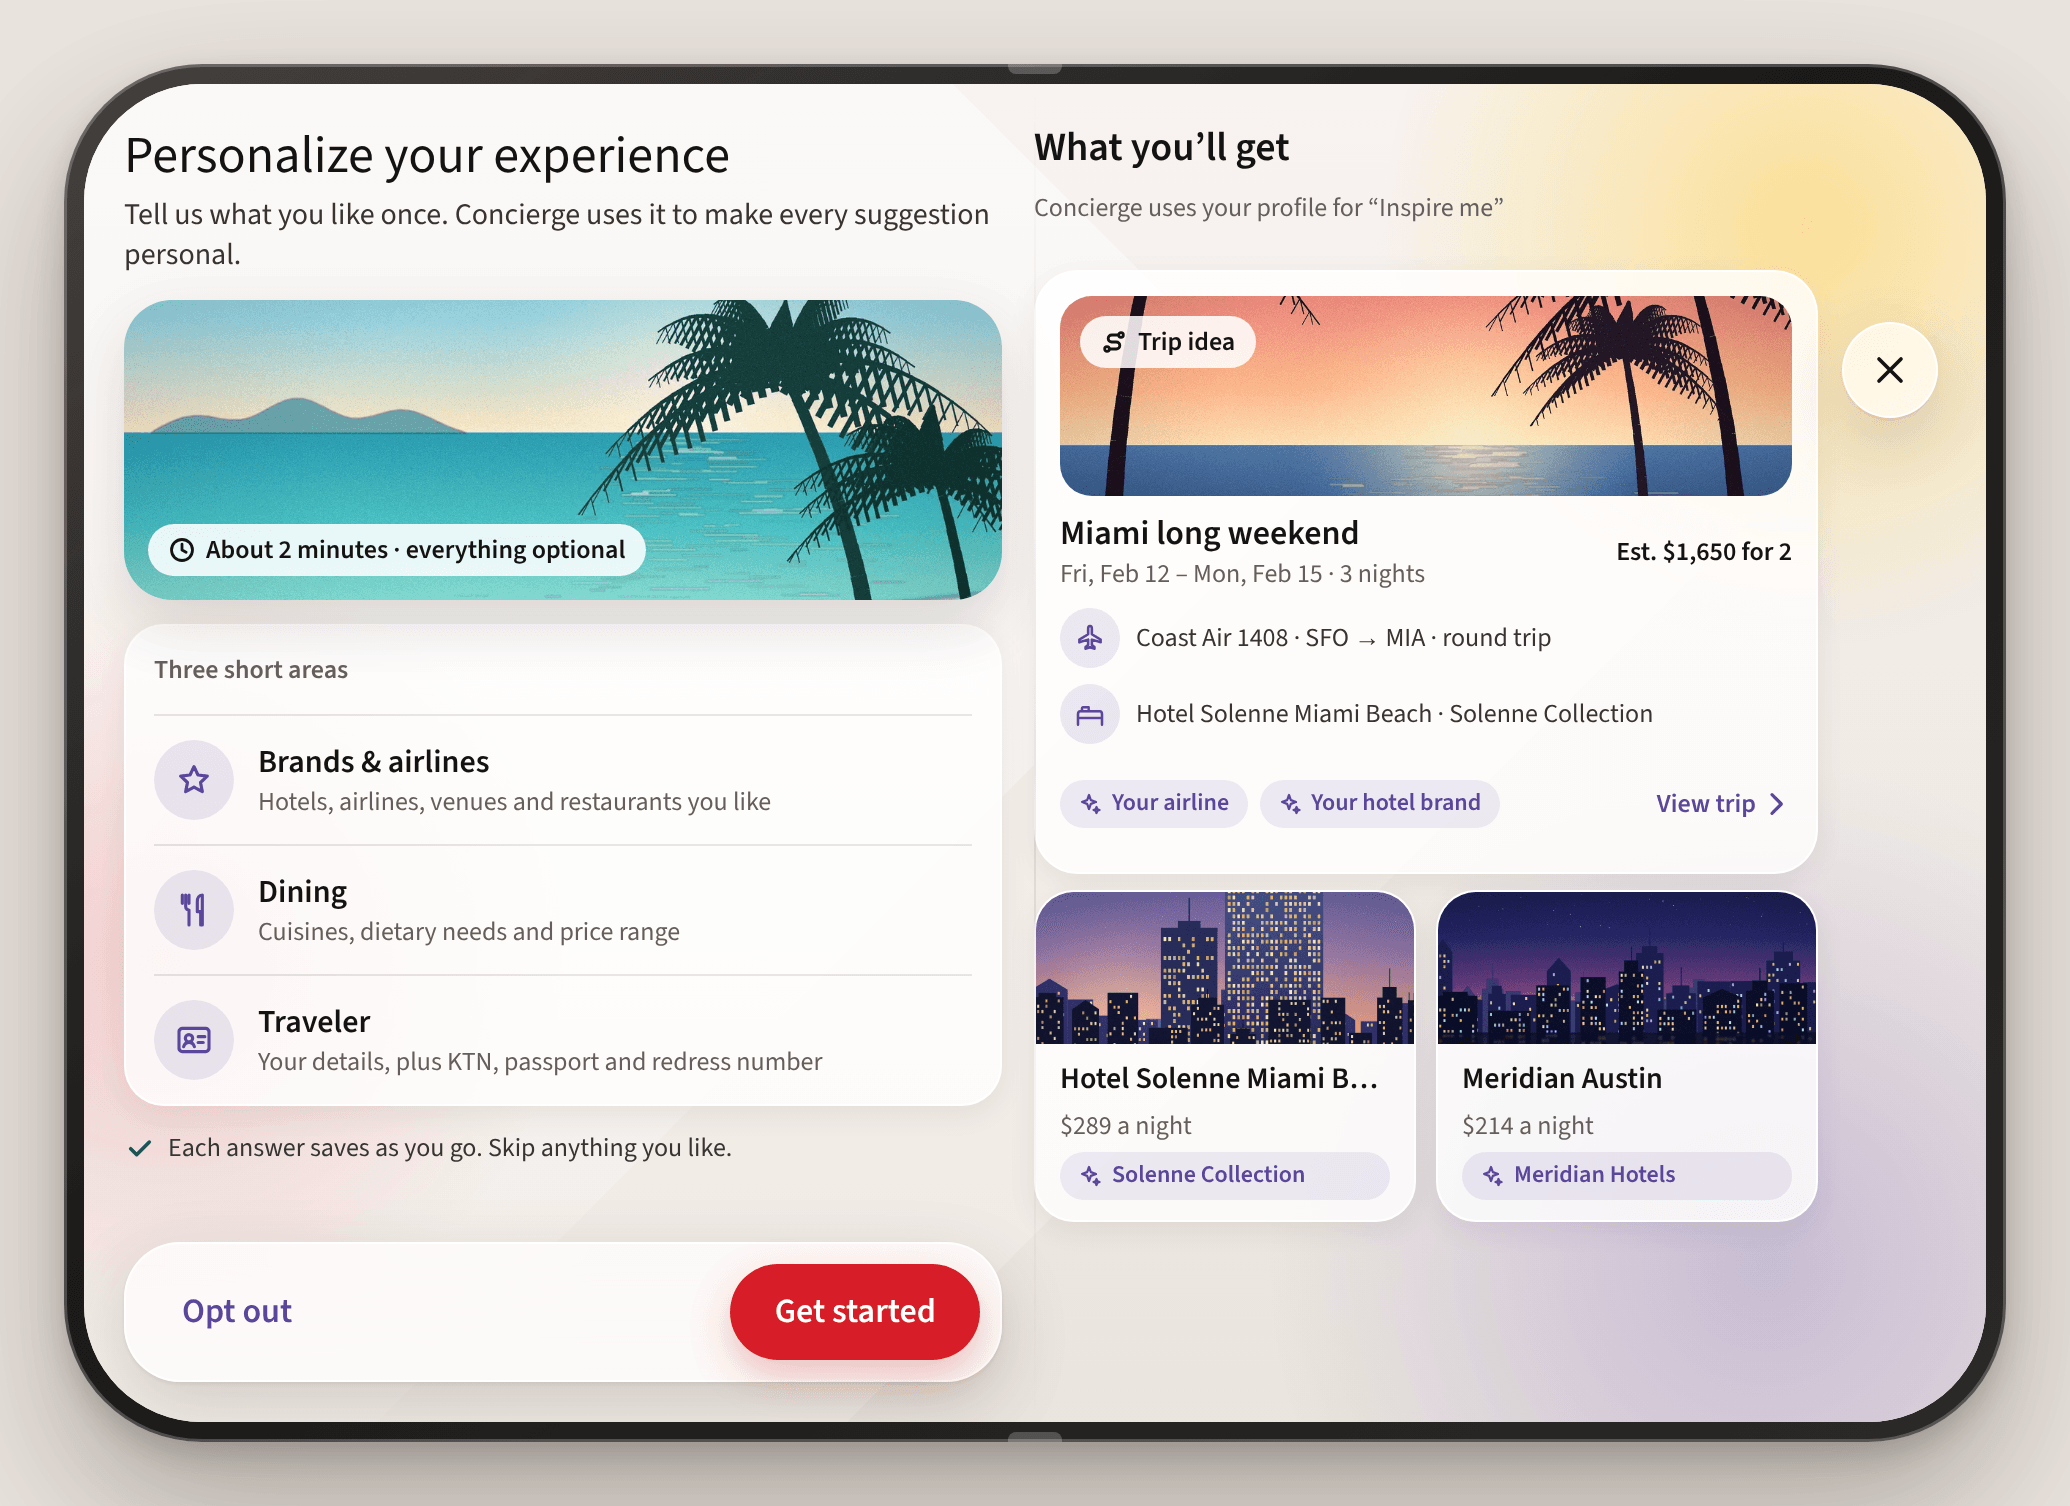 Personalize your experience
Tell us what you like once. Concierge uses it to make every suggestion
personal.
About 2 minutes · everything optional
Three short areas
Brands & airlines
Hotels, airlines, venues and restaurants you like
Dining
Cuisines, dietary needs and price range
Traveler
Your details, plus KTN, passport and redress number
Each answer saves as you go. Skip anything you like.
Opt out
Get started
What you’ll get
Concierge uses your profile for “Inspire me”
Trip idea
Miami long weekend
Est. $1,650 for 2
Fri, Feb 12 – Mon, Feb 15 · 3 nights
Coast Air 1408 · SFO → MIA · round trip
Hotel Solenne Miami Beach · Solenne Collection
Your airline
Your hotel brand
View trip
Hotel Solenne Miami B…
$289 a night
Solenne Collection
Meridian Austin
$214 a night
Meridian Hotels